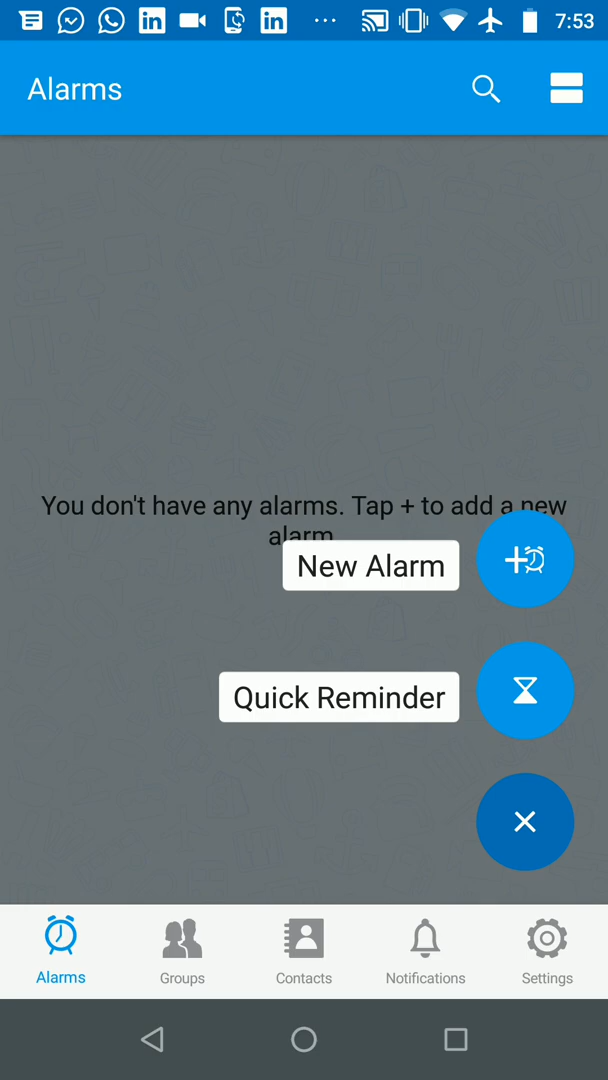 7:53
Alarms
You don't have any alarms. Tap + to add a new
alarm
New Alarm
Quick Reminder
Alarms
Groups
Contacts
Notifications
Settings